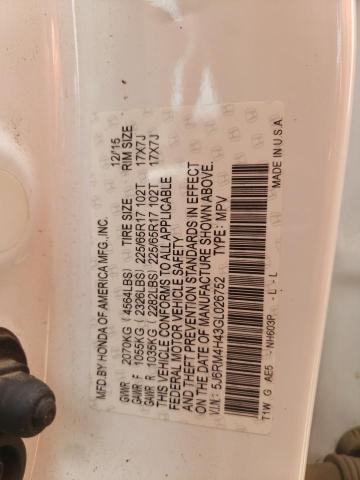 MFD.BY HONDA OF AMERICA MFG.,INC. 12/15
TIRE SIZE RIM SIZE
GVWR 2070KG (4564LBS)
GAWR F 1055KG (2326LBS) 225/65R17 102T 17X7J
GAWR R 1035KG (2282LBS) 225/65R17 102T 17X7J
THIS VEHICLE CONFORMS TO ALL APPLICABLE
FEDERAL MOTOR VEHICLE SAFETY
AND THEFT PREVENTION STANDARDS IN EFFECT
ON THE DATE OF MANUFACTURE SHOWN ABOVE.
V.I.N.: 5J6RM4H43GL026752 TYPE: MPV
NH603P - L - L
T1W G AE5 MADE IN U.S.A.